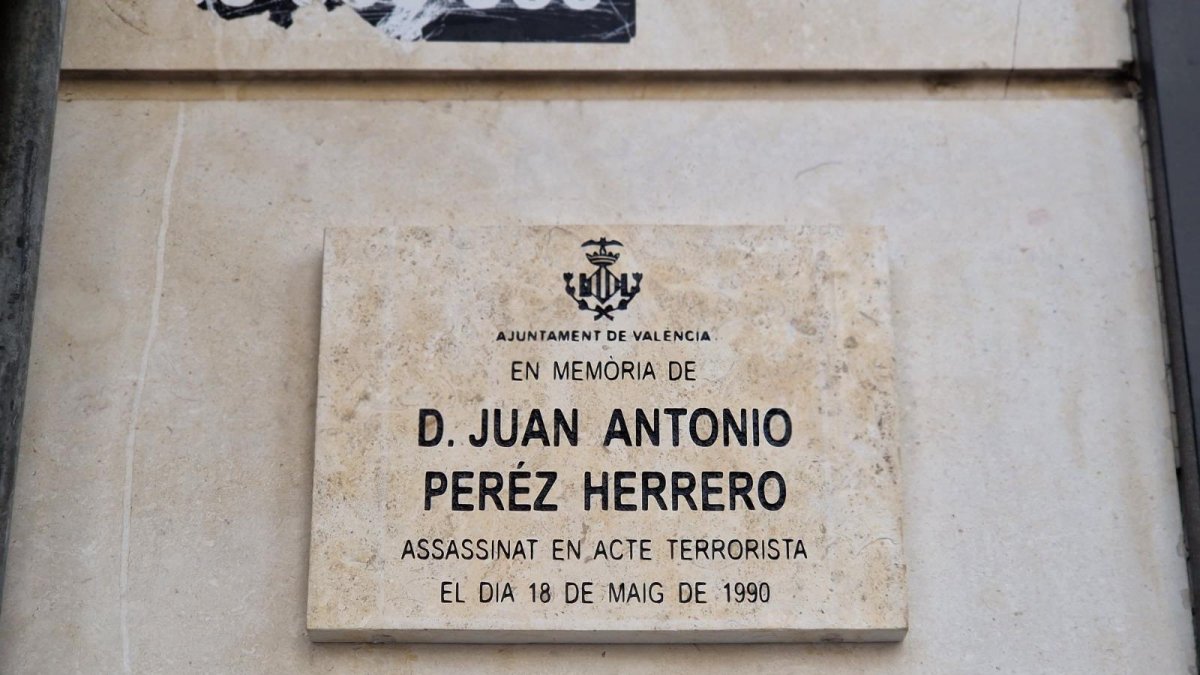 AJUNTAMENT DE VALÈNCIA
EN MEMÒRIA DE
D. JUAN ANTONIO
PERÉZ HERRERO
ASSASSINAT EN ACTE TERRORISTA
EL DIA 18 DE MAIG DE 1990